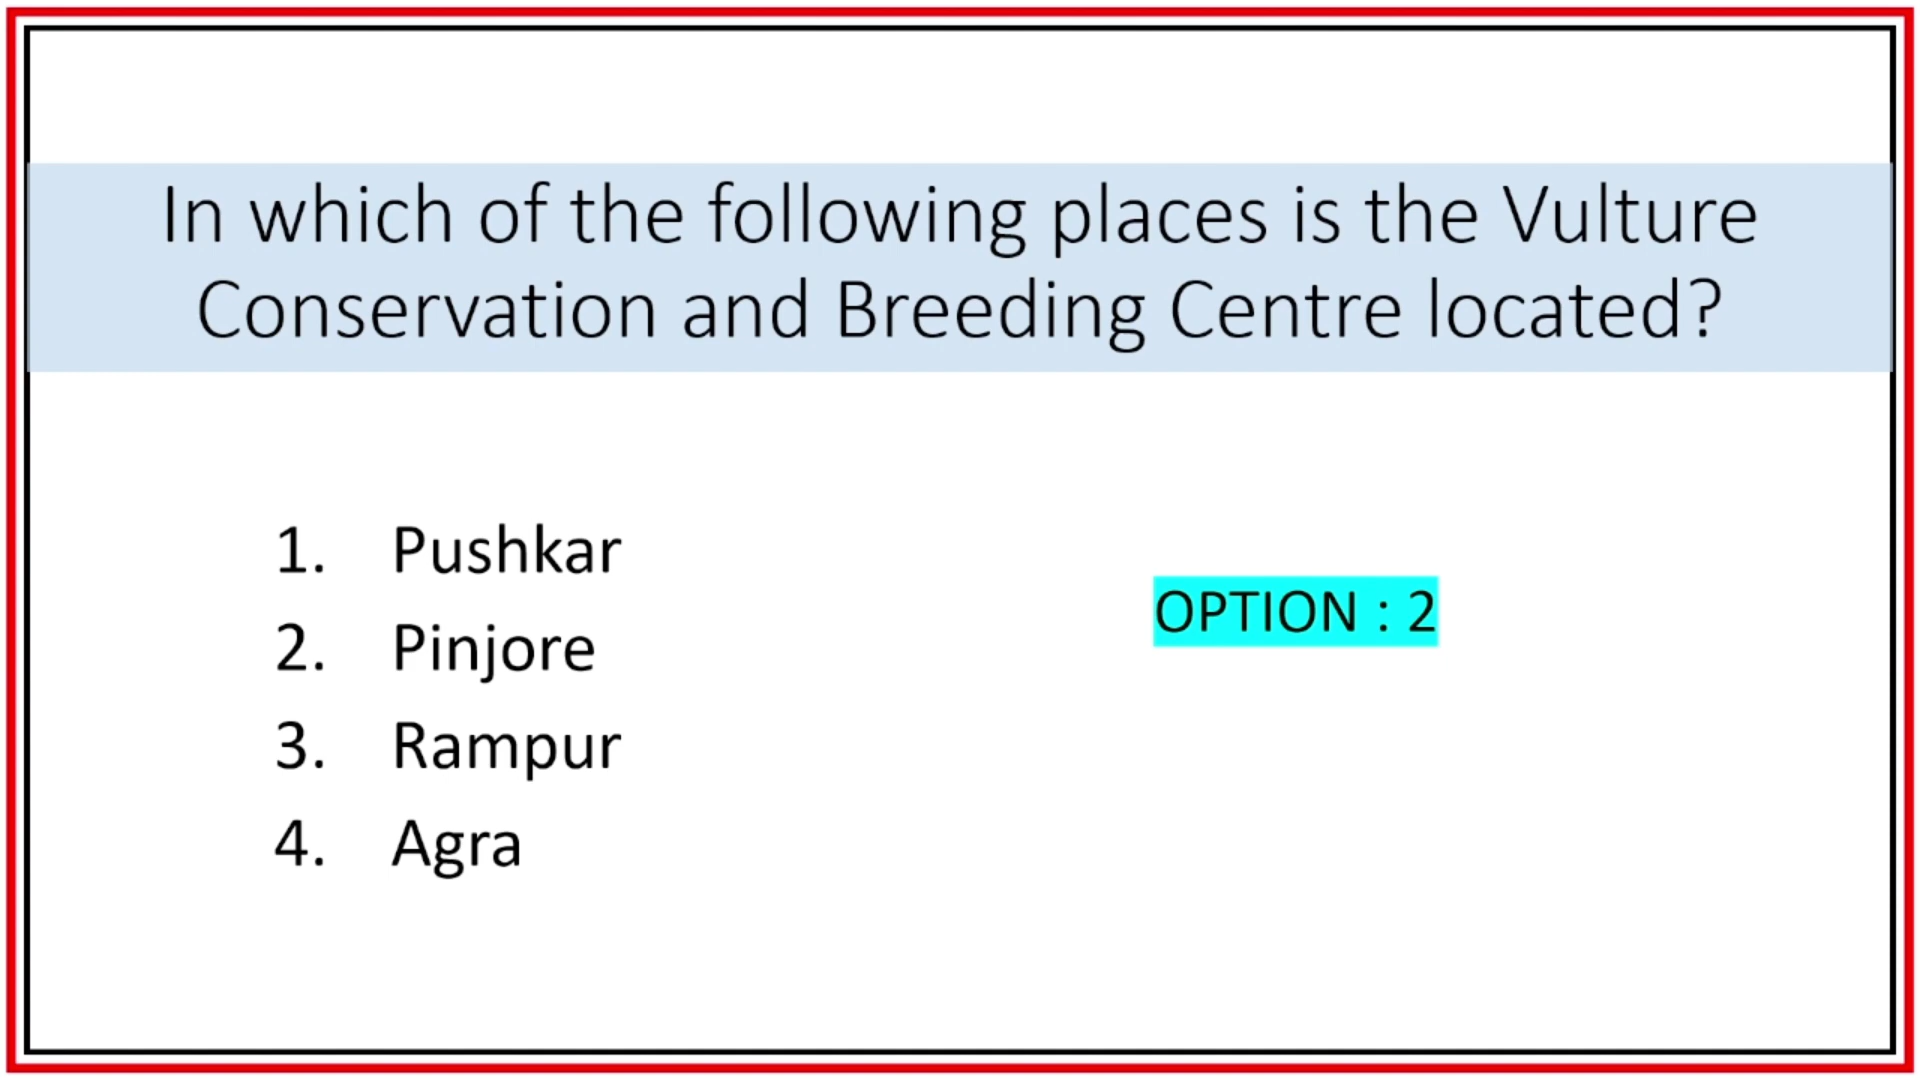 In which of the following places is the Vulture
Conservation and Breeding Centre located?
1. Pushkar
2. Pinjore
3. Rampur
4. Agra
OPTION : 2